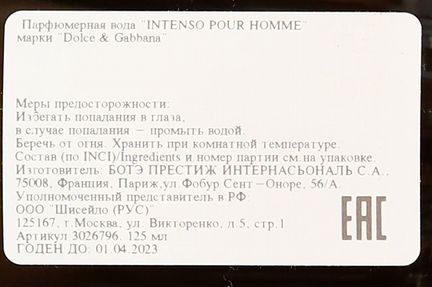 Парфюмерная вода "INTENSO POUR HOMME"
марки "Dolce & Gabbana"
Меры предосторожности:
Избегать попадания в глаза,
в случае попадания – промыть водой.
Беречь от огня. Хранить при комнатной температуре.
Состав (по INCI)/Ingredients и номер партии см.на упаковке.
Изготовитель: БОТЭ ПРЕСТИЖ ИНТЕРНАСЬОНАЛЬ С.А.,
75008, Франция, Париж,ул.Фобур Сент –Оноре, 56/А.
Уполномоченный представитель в РФ:
ООО "Шисейдо (РУС)"
125167, г.Москва, ул. Викторенко, д.5, стр.1
Артикул 3026796. 125 мл
ГОДЕН ДО: 01.04.2023
EAC